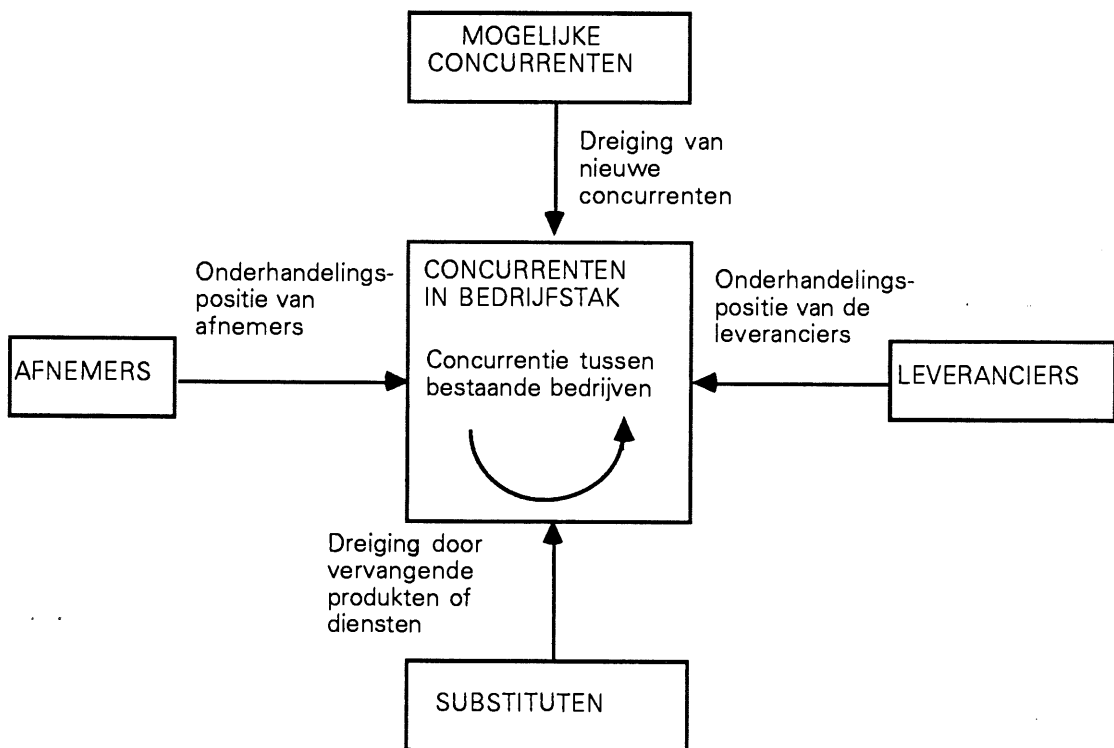 MOGELIJKE
CONCURRENTEN
Dreiging van
nieuwe
concurrenten
Onderhandelings-
positie van
afnemers
CONCURRENTEN
IN BEDRIJFSTAK
Concurrentie tussen
bestaande bedrijven
Onderhandelings-
positie van de
leveranciers
AFNEMERS
LEVERANCIERS
Dreiging door
vervangende
produkten of
diensten
SUBSTITUTEN